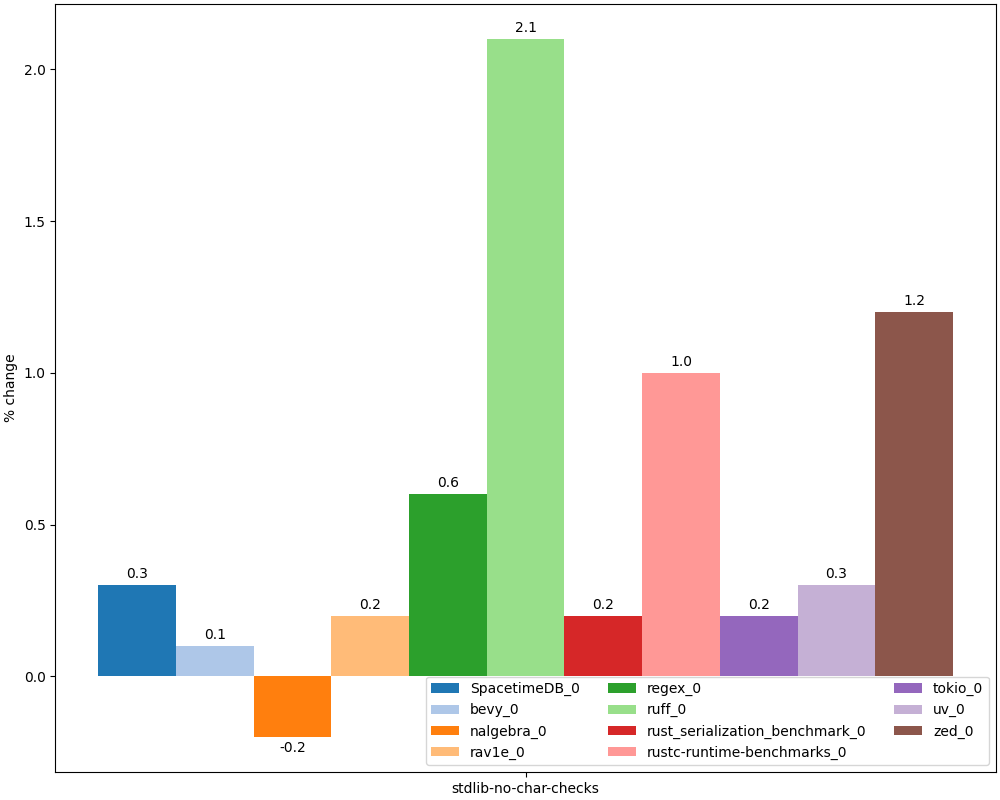 2.1
2.0
1.5
1.2
1.0
1.0
% change
0.6
0.5
0.3
0.3
0.2
0.2
0.2
0.1
0.0
-0.2
SpacetimeDB_0
bevy_0
nalgebra_0
rav1e_0
regex_0
ruff_0
rust_serialization_benchmark_0
rustc-runtime-benchmarks_0
tokio_0
uv_0
zed_0
stdlib-no-char-checks